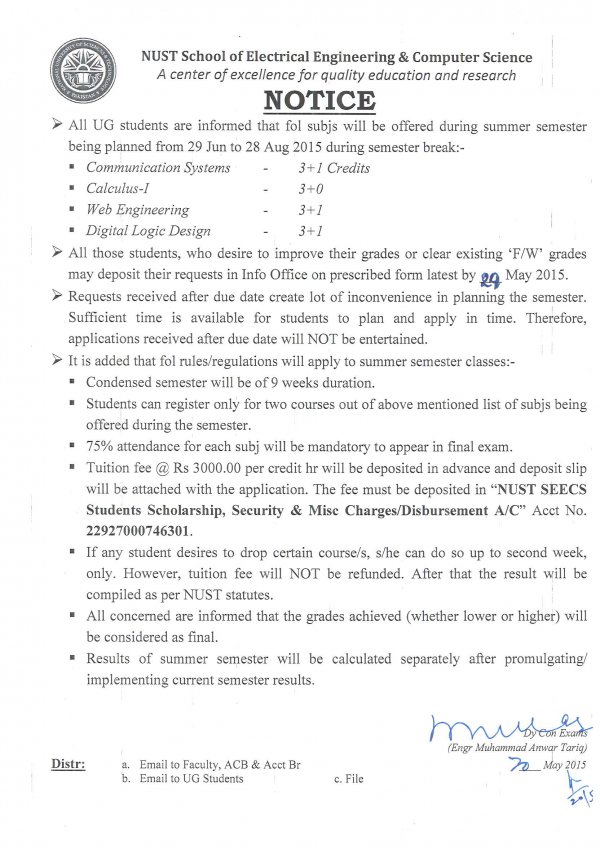 NUST School of Electrical Engineering & Computer Science
A center of excellence for quality education and research
NOTICE
➢ All UG students are informed that fol subjs will be offered during summer semester
being planned from 29 Jun to 28 Aug 2015 during semester break:-
▪ Communication Systems - 3+1 Credits
▪ Calculus-I - 3+0
▪ Web Engineering - 3+1
▪ Digital Logic Design - 3+1
➢ All those students, who desire to improve their grades or clear existing ‘F/W’ grades
may deposit their requests in Info Office on prescribed form latest by 29 May 2015.
➢ Requests received after due date create lot of inconvenience in planning the semester.
Sufficient time is available for students to plan and apply in time. Therefore,
applications received after due date will NOT be entertained.
➢ It is added that fol rules/regulations will apply to summer semester classes:-
▪ Condensed semester will be of 9 weeks duration.
▪ Students can register only for two courses out of above mentioned list of subjs being
offered during the semester.
▪ 75% attendance for each subj will be mandatory to appear in final exam.
▪ Tuition fee @ Rs 3000.00 per credit hr will be deposited in advance and deposit slip
will be attached with the application. The fee must be deposited in “NUST SEECS
Students Scholarship, Security & Misc Charges/Disbursement A/C” Acct No.
22927000746301.
▪ If any student desires to drop certain course/s, s/he can do so up to second week,
only. However, tuition fee will NOT be refunded. After that the result will be
compiled as per NUST statutes.
▪ All concerned are informed that the grades achieved (whether lower or higher) will
be considered as final.
▪ Results of summer semester will be calculated separately after promulgating/
implementing current semester results.
Dy Con Exams
(Engr Muhammad Anwar Tariq)
20 May 2015
Distr: a. Email to Faculty, ACB & Acct Br
b. Email to UG Students c. File